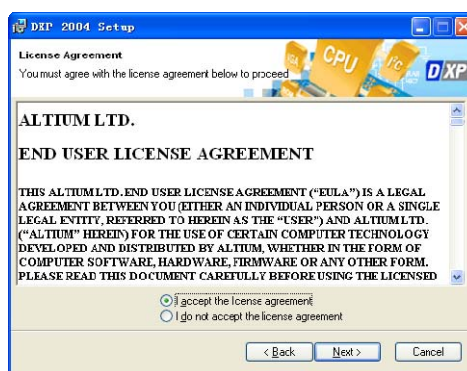 DXP 2004 Setup
License Agreement
You must agree with the license agreement below to proceed
CPU
I²C
DXP
ALTIUM LTD.
END USER LICENSE AGREEMENT
THIS ALTIUM LTD. END USER LICENSE AGREEMENT (“EULA”) IS A LEGAL
AGREEMENT BETWEEN YOU (EITHER AN INDIVIDUAL PERSON OR A SINGLE
LEGAL ENTITY, REFERRED TO HEREIN AS THE “USER”) AND ALTIUM LTD.
(“ALTIUM” HEREIN) FOR THE USE OF CERTAIN COMPUTER TECHNOLOGY
DEVELOPED AND DISTRIBUTED BY ALTIUM, WHETHER IN THE FORM OF
COMPUTER SOFTWARE, HARDWARE, FIRMWARE OR ANY OTHER FORM.
PLEASE READ THIS DOCUMENT CAREFULLY BEFORE USING THE LICENSED
I accept the license agreement
I do not accept the license agreement
< Back
Next >
Cancel